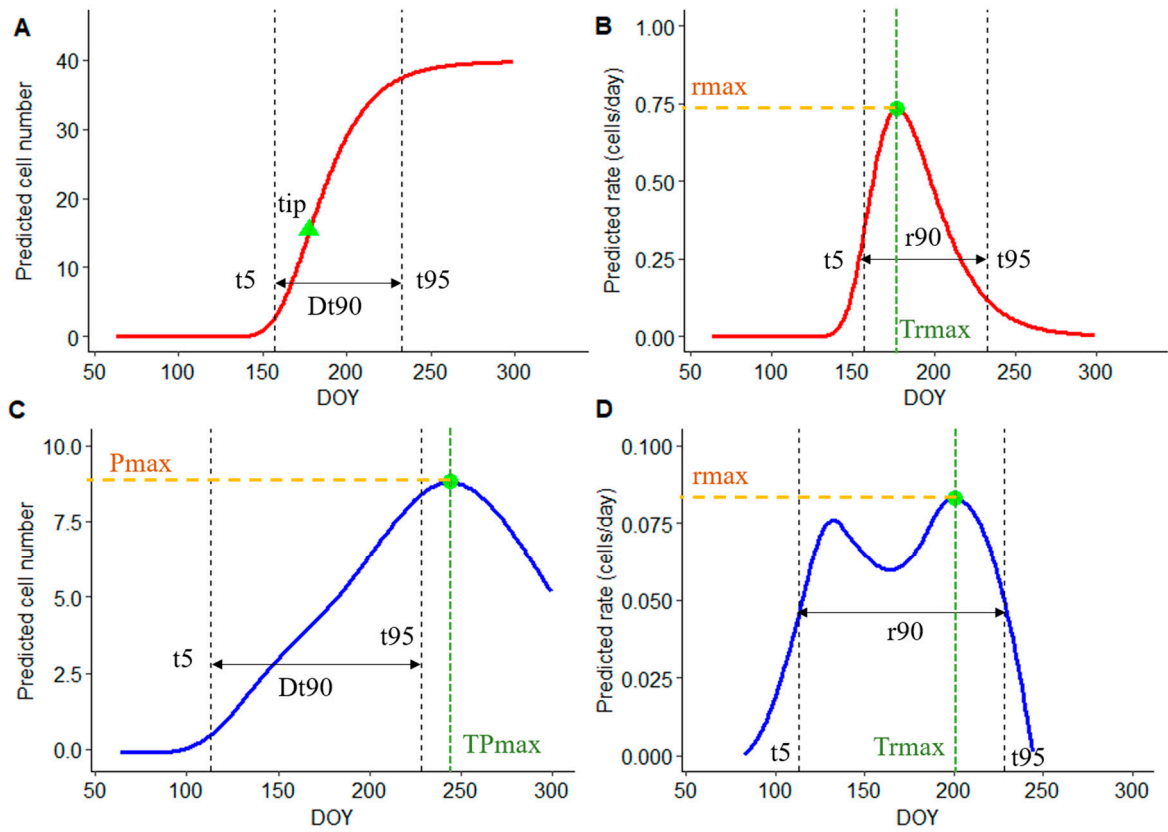 A
Predicted cell number
40
30
20
10
0
tip
t5
t95
Dt90
50
100
150
200
250
300
DOY
B
Predicted rate (cells/day)
1.00
0.75
0.50
0.25
0.00
rmax
r90
t5
t95
Trmax
50
100
150
200
250
300
DOY
C
Predicted cell number
10.0
7.5
5.0
2.5
0.0
Pmax
t95
t5
Dt90
TPmax
50
100
150
200
250
300
DOY
D
Predicted rate (cells/day)
0.100
0.075
0.050
0.025
0.000
rmax
r90
t5
Trmax
t95
50
100
150
200
250
300
DOY